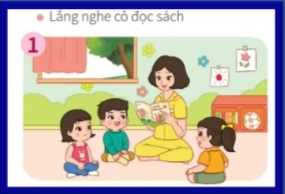 Lắng nghe cô đọc sách
1